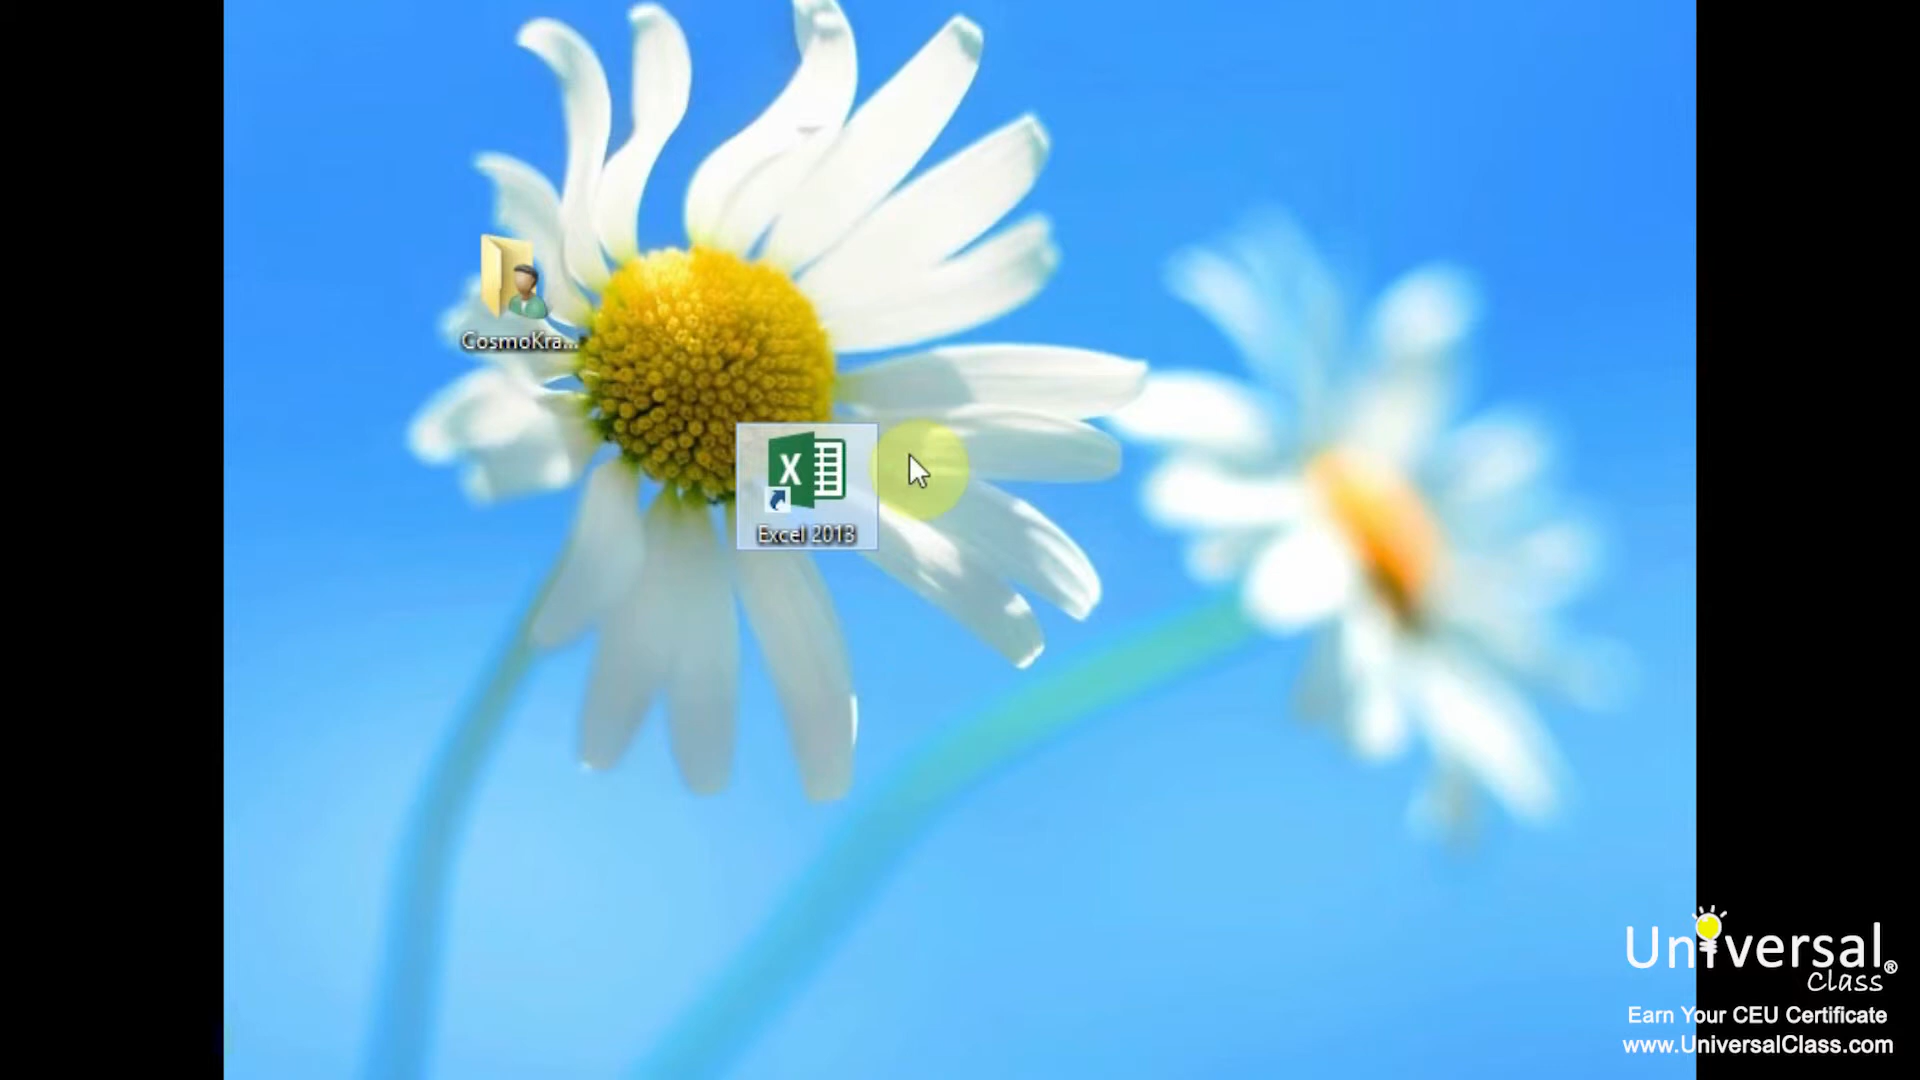 CosmoKra...
Excel 2013
Universal®
Class
Earn Your CEU Certificate
www.UniversalClass.com